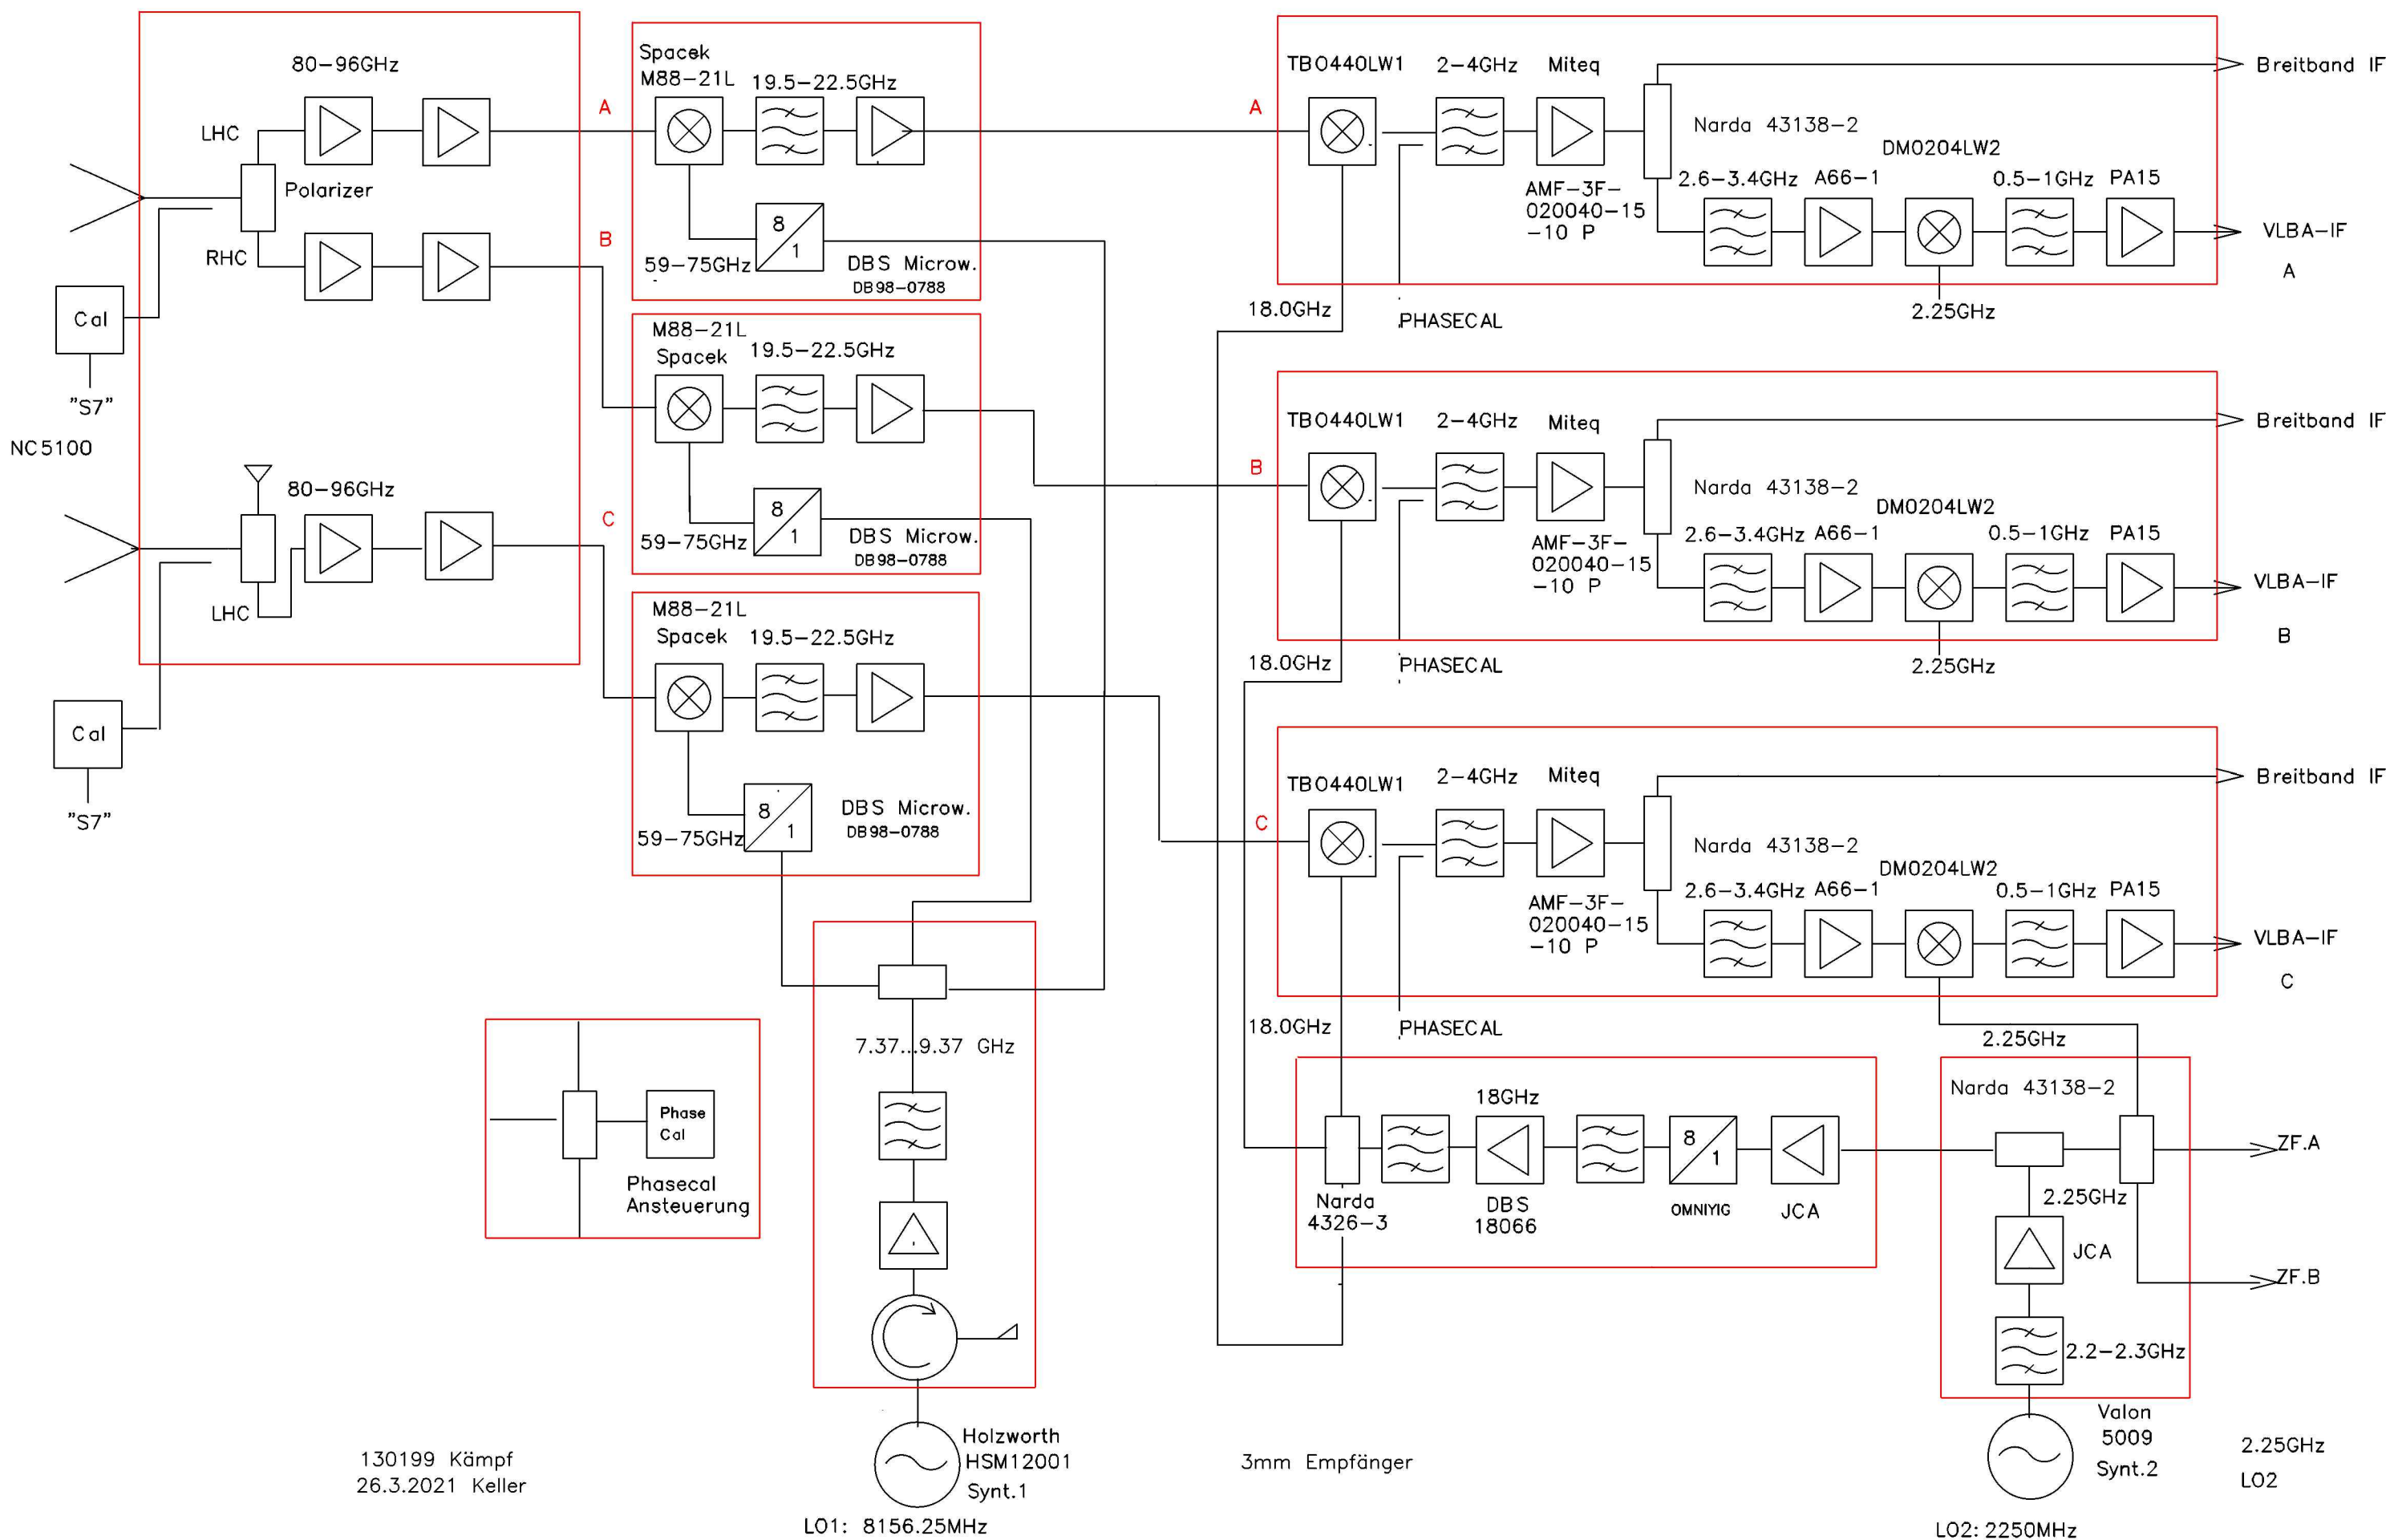 80-96GHz
LHC
Polarizer
RHC
Cal
"S7"
NC5100
80-96GHz
LHC
Cal
"S7"
A
B
C
Spacek
M88-21L
19.5-22.5GHz
8
1
59-75GHz
DBS Microw.
DB98-0788
M88-21L
Spacek
19.5-22.5GHz
8
1
59-75GHz
DBS Microw.
DB98-0788
M88-21L
Spacek
19.5-22.5GHz
8
1
59-75GHz
DBS Microw.
DB98-0788
7.37...9.37 GHz
Phase
Cal
Phasecal
Ansteuerung
Holzworth
HSM12001
Synt.1
LO1: 8156.25MHz
130199 Kämpf
26.3.2021 Keller
3mm Empfänger
A
TB0440LW1
2-4GHz
Miteq
Breitband IF
Narda 43138-2
DM0204LW2
AMF-3F-
020040-15
-10 P
2.6-3.4GHz
A66-1
0.5-1GHz
PA15
VLBA-IF
A
18.0GHz
PHASECAL
2.25GHz
B
TB0440LW1
2-4GHz
Miteq
Breitband IF
Narda 43138-2
DM0204LW2
AMF-3F-
020040-15
-10 P
2.6-3.4GHz
A66-1
0.5-1GHz
PA15
VLBA-IF
B
18.0GHz
PHASECAL
2.25GHz
C
TB0440LW1
2-4GHz
Miteq
Breitband IF
Narda 43138-2
DM0204LW2
AMF-3F-
020040-15
-10 P
2.6-3.4GHz
A66-1
0.5-1GHz
PA15
VLBA-IF
C
18.0GHz
PHASECAL
2.25GHz
18GHz
8
1
Narda
4326-3
DBS
18066
OMNIYIG
JCA
Narda 43138-2
ZF.A
2.25GHz
JCA
ZF.B
2.2-2.3GHz
Valon
5009
Synt.2
2.25GHz
LO2
LO2: 2250MHz